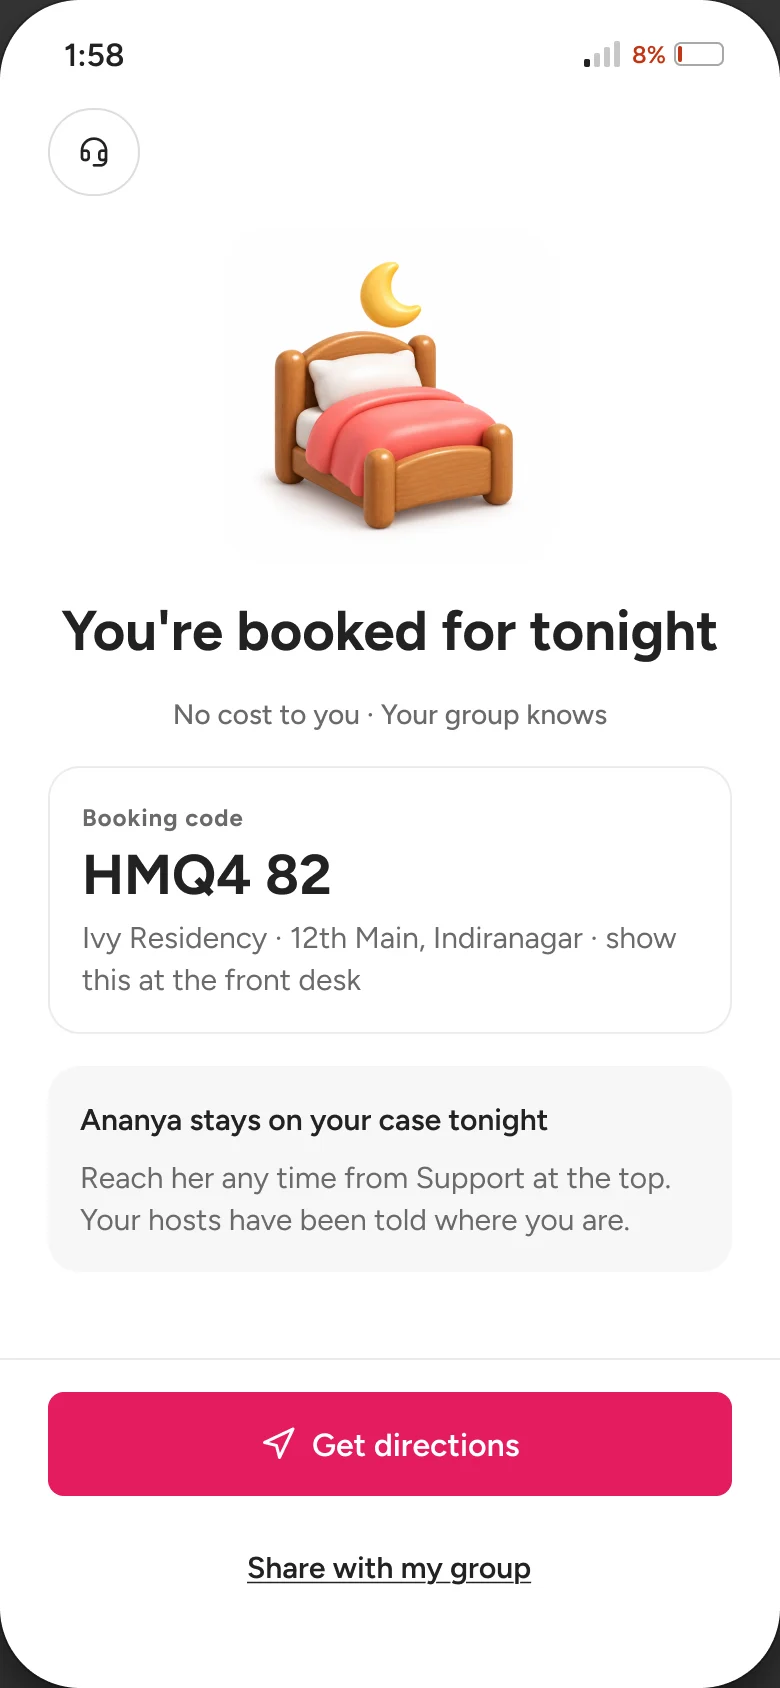 1:58
8%
You're booked for tonight
No cost to you · Your group knows
Booking code
HMQ4 82
Ivy Residency · 12th Main, Indiranagar · show
this at the front desk
Ananya stays on your case tonight
Reach her any time from Support at the top.
Your hosts have been told where you are.
Get directions
Share with my group